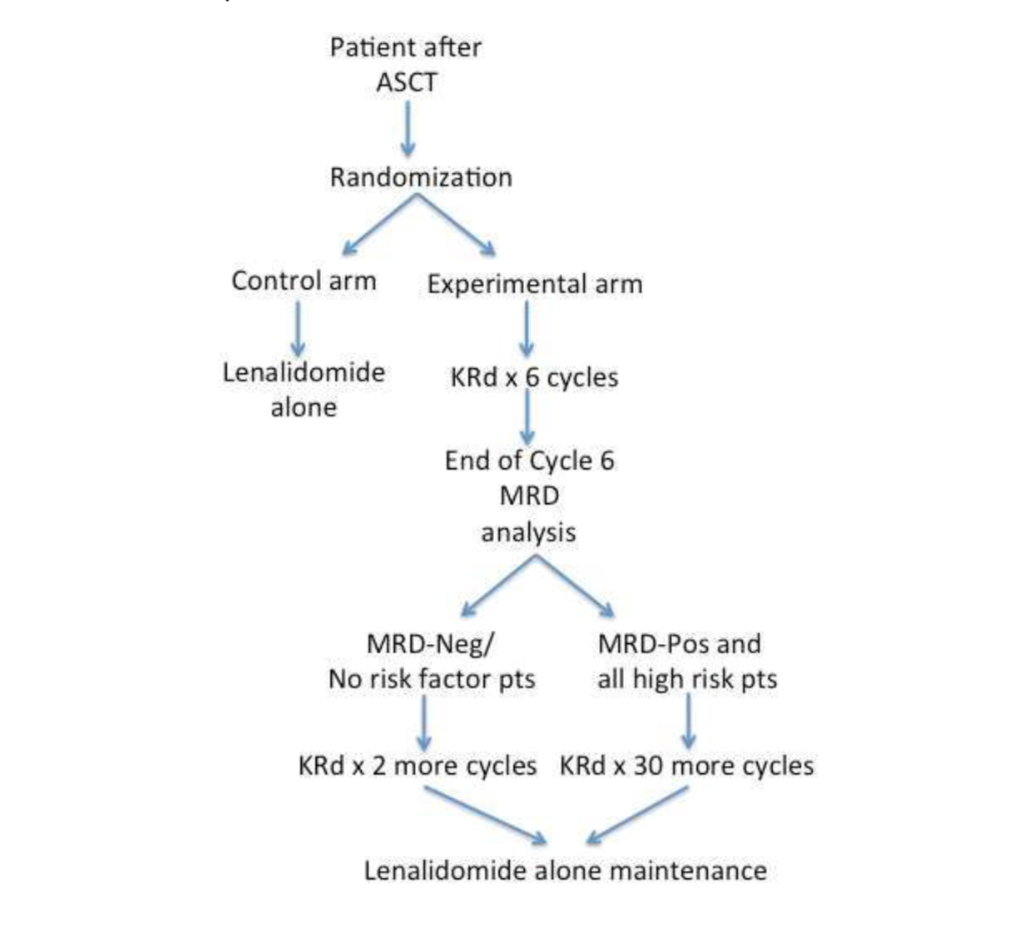 Patient after
ASCT
Randomization
Control arm
Experimental arm
Lenalidomide
alone
KRd x 6 cycles
End of Cycle 6
MRD
analysis
MRD-Neg/
No risk factor pts
MRD-Pos and
all high risk pts
KRd x 2 more cycles
KRd x 30 more cycles
Lenalidomide alone maintenance